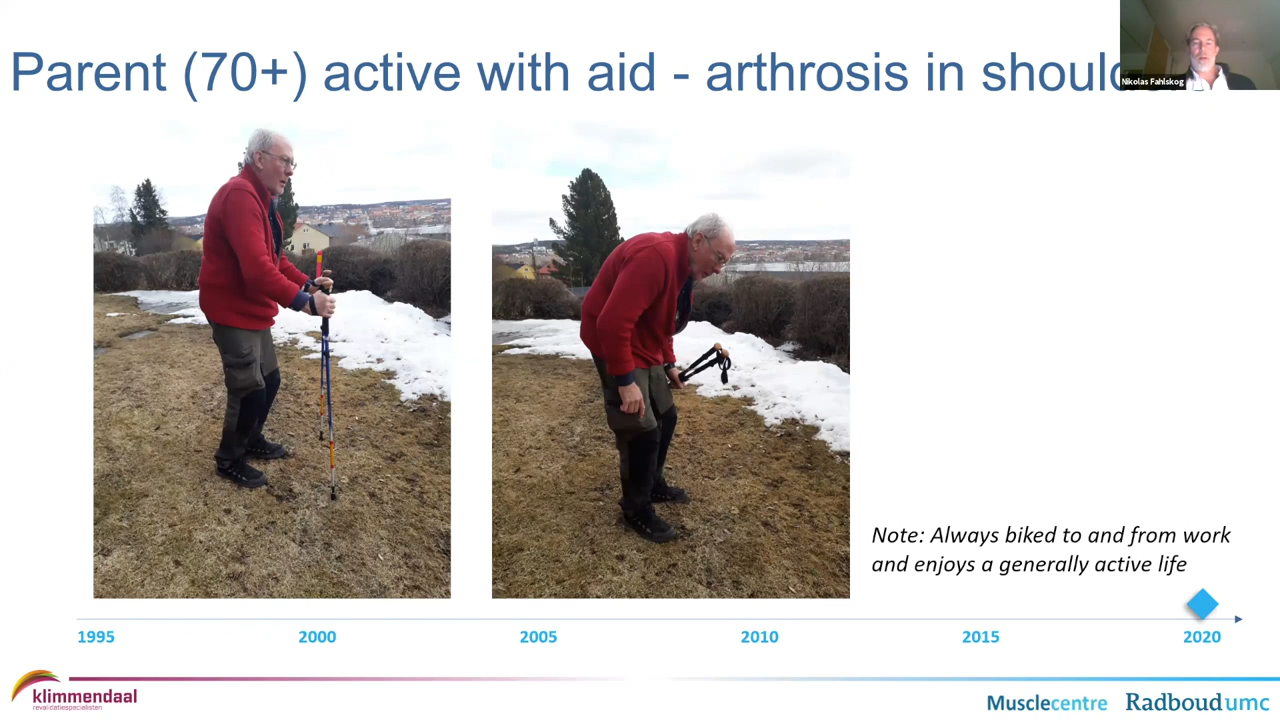 Parent (70+) active with aid - arthrosis in
Nikolas Fahlskog
Note: Always biked to and from work
and enjoys a generally active life
1995 2000 2005 2010 2015 2020
klimmendaal
revalidatiespecialisten
Musclecentre Radboudumc